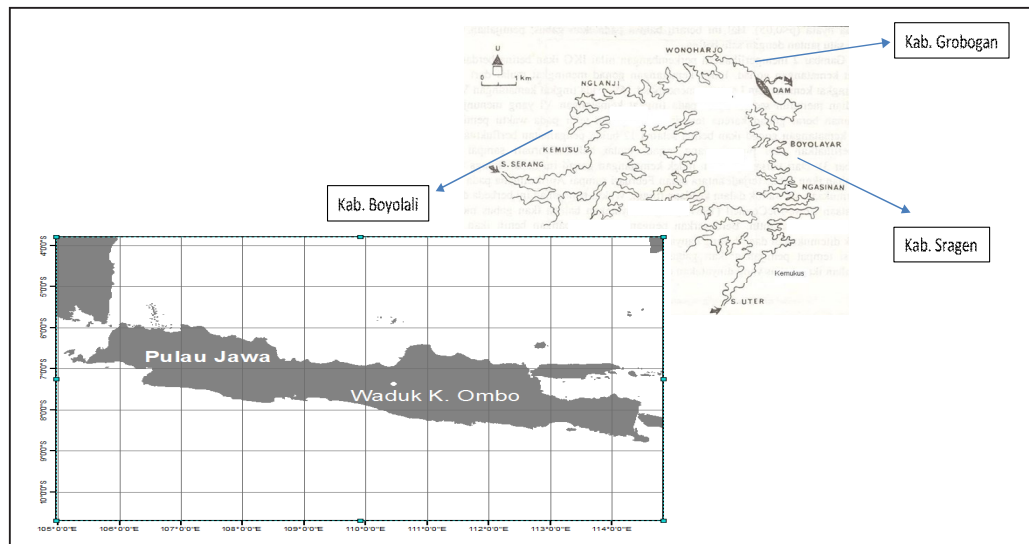 Kab. Grobogan
WONOHARJO
U
0 1 km
NGLANJI
DAM
KEMUSU
BOYOLAYAR
S. SERANG
NGASINAN
Kab. Boyolali
Kab. Sragen
Kemukus
S. UTER
4°0'0"S
5°0'0"S
6°0'0"S
7°0'0"S
8°0'0"S
9°0'0"S
10°0'0"S
Pulau Jawa
Waduk K. Ombo
105°0'0"E 106°0'0"E 107°0'0"E 108°0'0"E 109°0'0"E 110°0'0"E 111°0'0"E 112°0'0"E 113°0'0"E 114°0'0"E